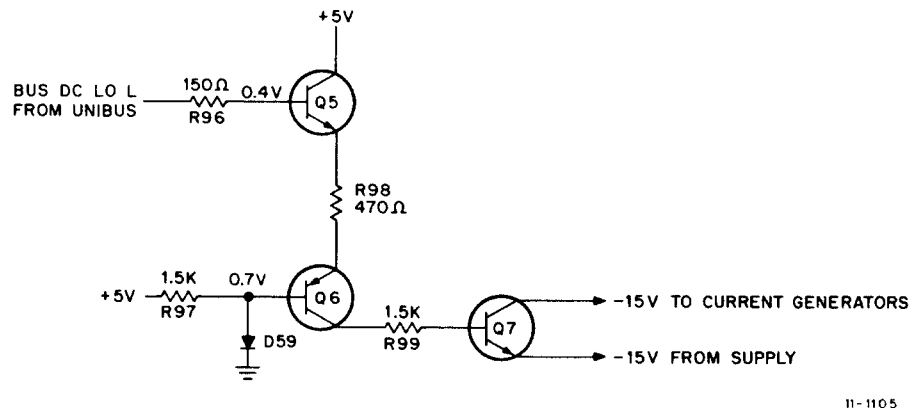 +5V
BUS DC LO L
FROM UNIBUS
150Ω
R96
0.4V
Q5
R98
470Ω
+5V
1.5K
R97
0.7V
Q6
D59
1.5K
R99
Q7
-15V TO CURRENT GENERATORS
-15V FROM SUPPLY
11-1105